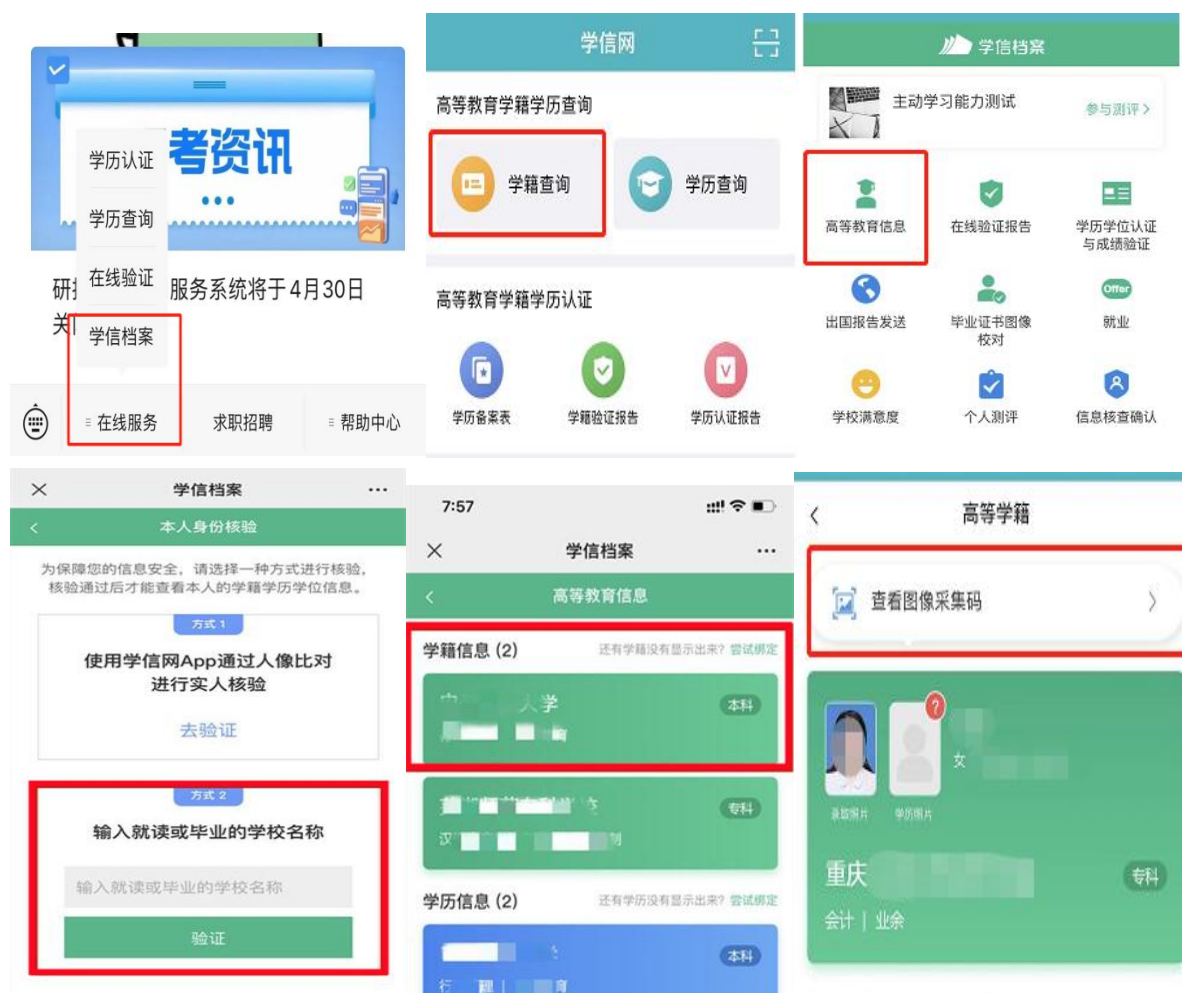 考资讯
学历认证
学历查询
在线验证
学信档案
服务系统将于4月30日
在线服务
求职招聘
帮助中心
学信网
高等教育学籍学历查询
学籍查询
学历查询
高等教育学籍学历认证
学历备案表
学籍验证报告
学历认证报告
学信档案
主动学习能力测试
参与测评>
高等教育信息
在线验证报告
学历学位认证
与成绩验证
出国报告发送
毕业证书图像
校对
Offer
就业
学校满意度
个人测评
信息核查确认
学信档案
本人身份核验
为保障您的信息安全，请选择一种方式进行核验，
核验通过后才能查看本人的学籍学历学位信息。
方式1
使用学信网App通过人像比对
进行实人核验
去验证
方式2
输入就读或毕业的学校名称
输入就读或毕业的学校名称
验证
7:57
学信档案
高等教育信息
学籍信息 (2)
还有学籍没有显示出来？尝试绑定
学
本科
专科
汉
学历信息 (2)
还有学历没有显示出来？尝试绑定
本科
高等学籍
查看图像采集码
?
女
录取照片
学历照片
重庆
专科
会计 | 业余